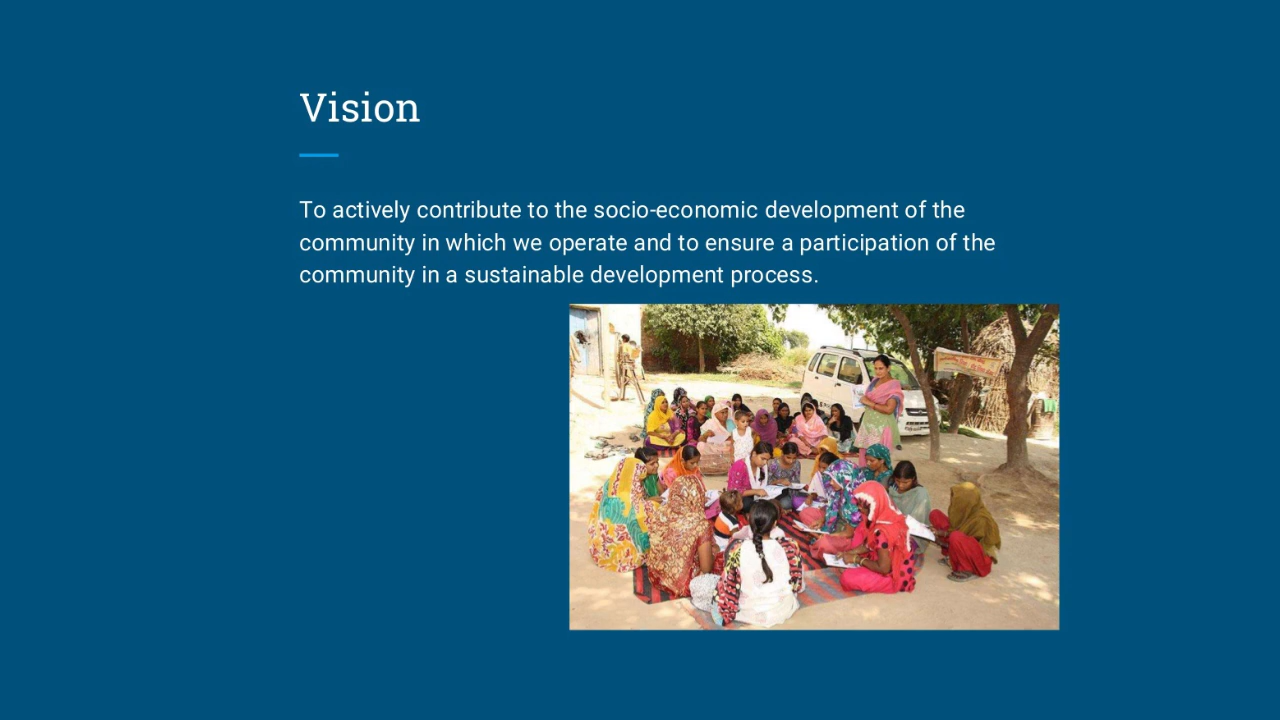 Vision
To actively contribute to the socio-economic development of the
community in which we operate and to ensure a participation of the
community in a sustainable development process.